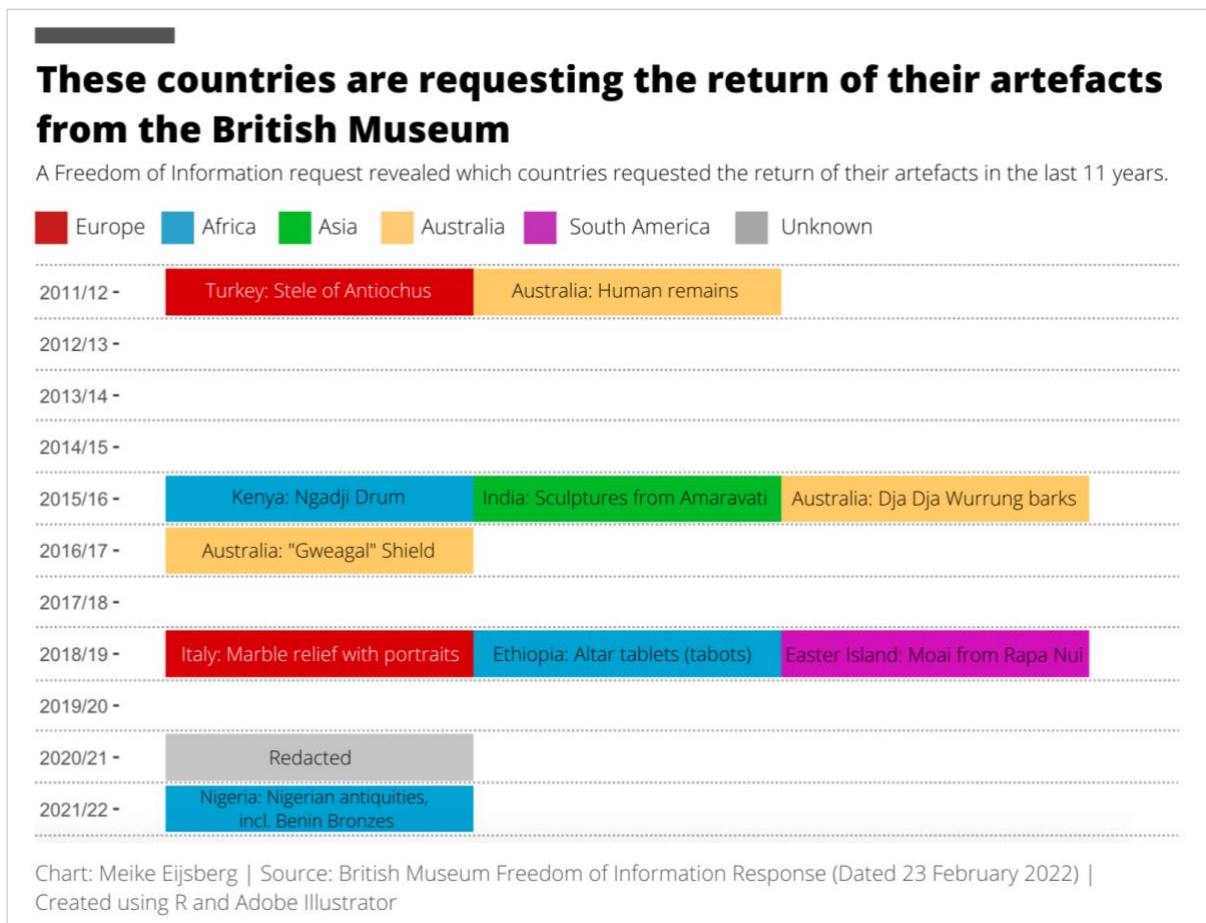 These countries are requesting the return of their artefacts
from the British Museum
A Freedom of Information request revealed which countries requested the return of their artefacts in the last 11 years.
Europe Africa Asia Australia South America Unknown
2011/12 - Turkey: Stele of Antiochus Australia: Human remains
2012/13 -
2013/14 -
2014/15 -
2015/16 - Kenya: Ngadji Drum India: Sculptures from Amaravati Australia: Dja Dja Wurrung barks
2016/17 - Australia: "Gweagal" Shield
2017/18 -
2018/19 - Italy: Marble relief with portraits Ethiopia: Altar tablets (tabots) Easter Island: Moai from Rapa Nui
2019/20 -
2020/21 - Redacted
2021/22 - Nigeria: Nigerian antiquities,
incl. Benin Bronzes
Chart: Meike Eijsberg | Source: British Museum Freedom of Information Response (Dated 23 February 2022) |
Created using R and Adobe Illustrator